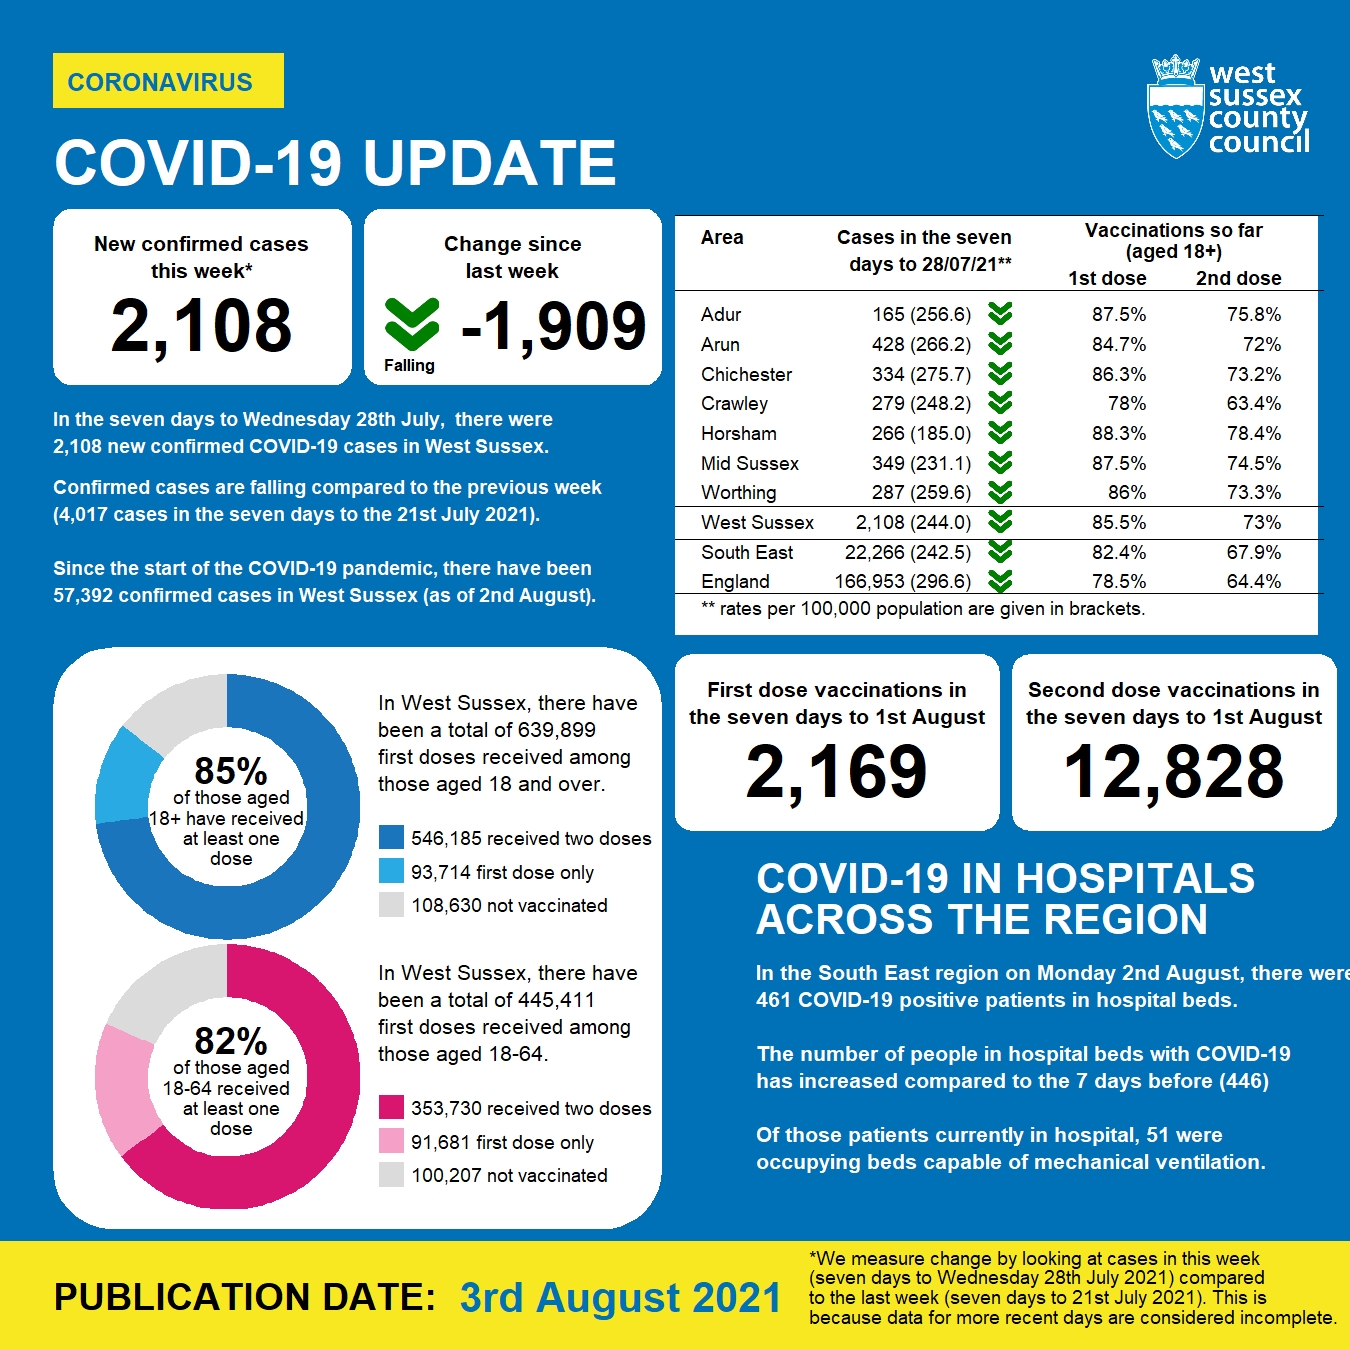 CORONAVIRUS
west
sussex
county
council
COVID-19 UPDATE
New confirmed cases
this week*
2,108
Change since
last week
-1,909
Falling
In the seven days to Wednesday 28th July,  there were
2,108 new confirmed COVID-19 cases in West Sussex.
Confirmed cases are falling compared to the previous week
(4,017 cases in the seven days to the 21st July 2021).
Since the start of the COVID-19 pandemic, there have been
57,392 confirmed cases in West Sussex (as of 2nd August).
Area Cases in the seven days to 28/07/21** Vaccinations so far (aged 18+)
1st dose 2nd dose
Adur 165 (256.6) 87.5% 75.8%
Arun 428 (266.2) 84.7% 72%
Chichester 334 (275.7) 86.3% 73.2%
Crawley 279 (248.2) 78% 63.4%
Horsham 266 (185.0) 88.3% 78.4%
Mid Sussex 349 (231.1) 87.5% 74.5%
Worthing 287 (259.6) 86% 73.3%
West Sussex 2,108 (244.0) 85.5% 73%
South East 22,266 (242.5) 82.4% 67.9%
England 166,953 (296.6) 78.5% 64.4%
** rates per 100,000 population are given in brackets.
85%
of those aged
18+ have received
at least one
dose
In West Sussex, there have
been a total of 639,899
first doses received among
those aged 18 and over.
546,185 received two doses
93,714 first dose only
108,630 not vaccinated
82%
of those aged
18-64 received
at least one
dose
In West Sussex, there have
been a total of 445,411
first doses received among
those aged 18-64.
353,730 received two doses
91,681 first dose only
100,207 not vaccinated
First dose vaccinations in
the seven days to 1st August
2,169
Second dose vaccinations in
the seven days to 1st August
12,828
COVID-19 IN HOSPITALS
ACROSS THE REGION
In the South East region on Monday 2nd August, there were
461 COVID-19 positive patients in hospital beds.
The number of people in hospital beds with COVID-19
has increased compared to the 7 days before (446)
Of those patients currently in hospital, 51 were
occupying beds capable of mechanical ventilation.
PUBLICATION DATE: 3rd August 2021
*We measure change by looking at cases in this week
(seven days to Wednesday 28th July 2021) compared
to the last week (seven days to 21st July 2021). This is
because data for more recent days are considered incomplete.